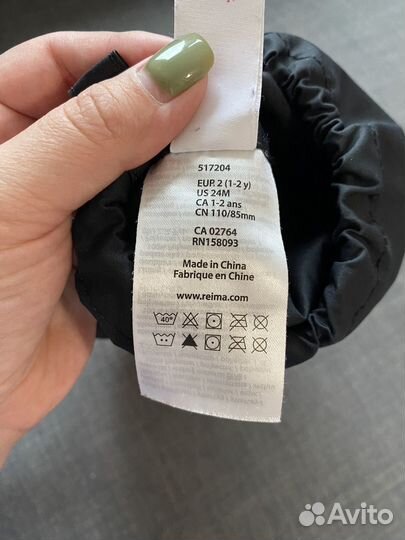 517204
EUR 2 (1-2 y)
US 24M
CA 1-2 ans
CN 110/85mm
CA 02764
RN158093
Made in China
Fabriqué en Chine
www.reima.com
40°
Avito